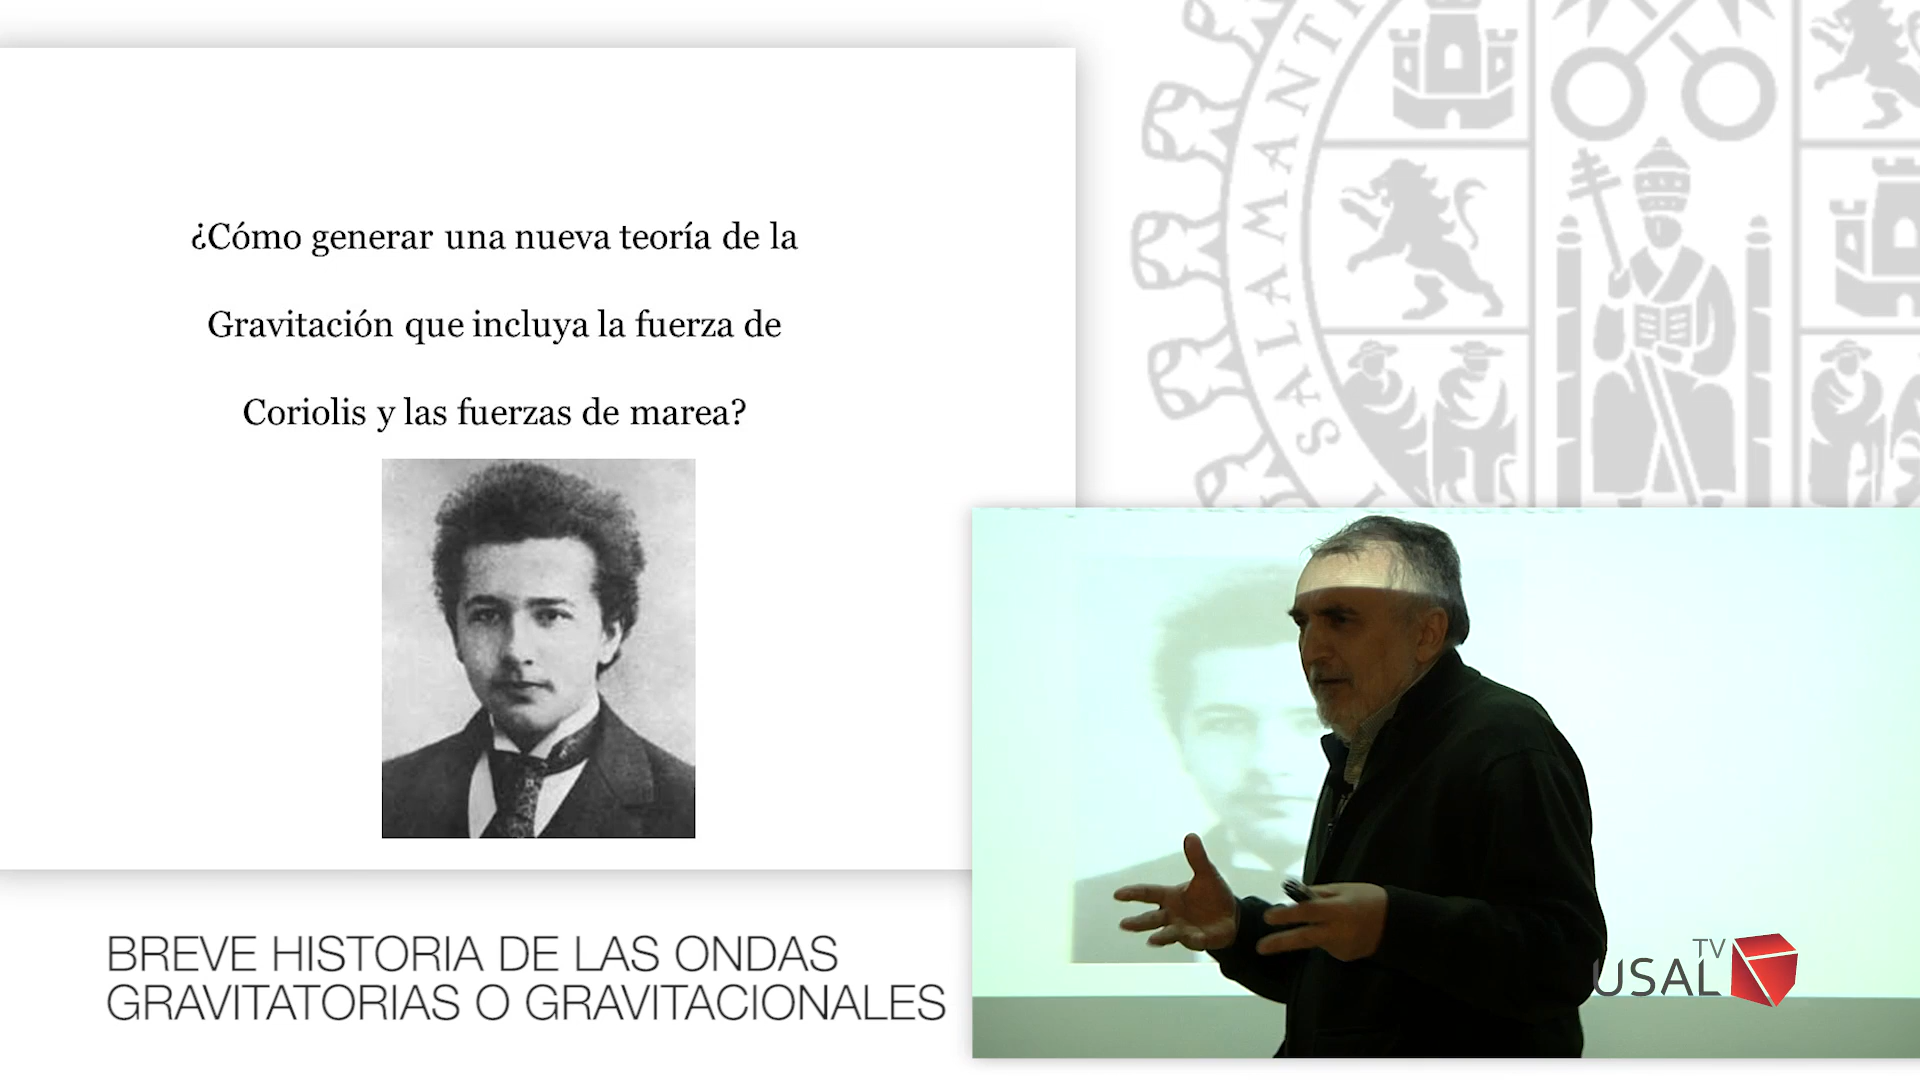 ¿Cómo generar una nueva teoría de la
Gravitación que incluya la fuerza de
Coriolis y las fuerzas de marea?
BREVE HISTORIA DE LAS ONDAS
GRAVITATORIAS O GRAVITACIONALES
SALAMANT
USAL TV